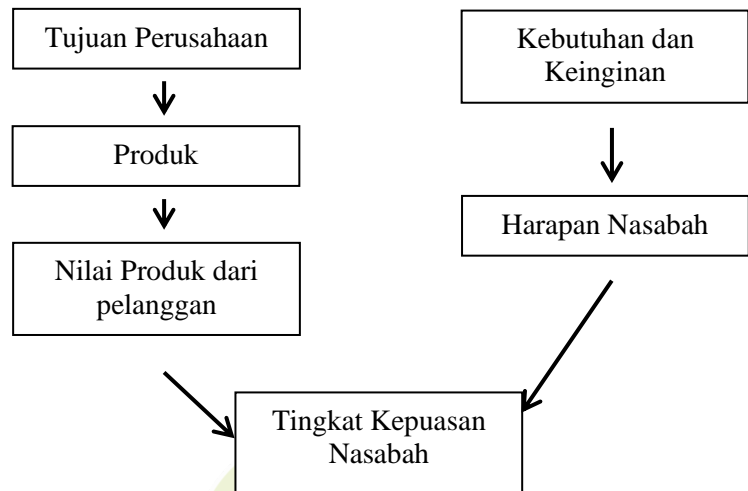 Tujuan Perusahaan
Produk
Nilai Produk dari
pelanggan
Kebutuhan dan
Keinginan
Harapan Nasabah
Tingkat Kepuasan
Nasabah